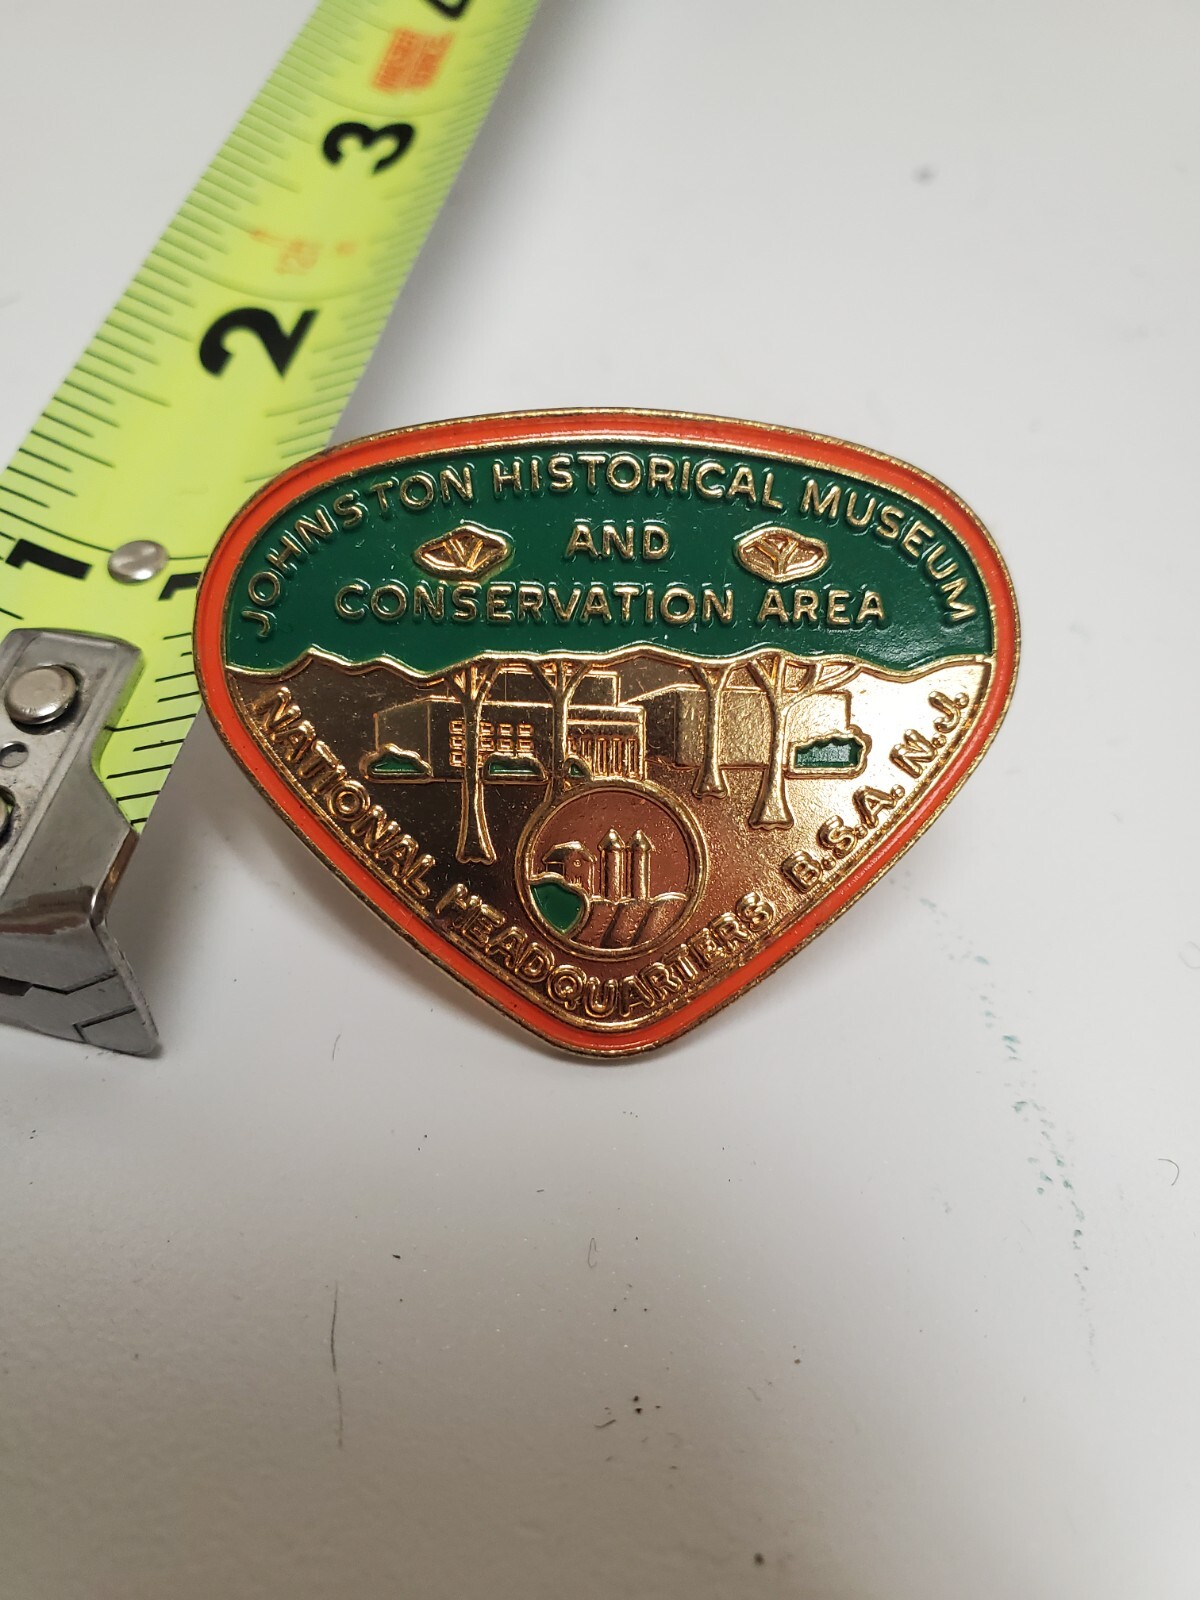 JOHNSTON HISTORICAL MUSEUM
AND
CONSERVATION AREA
NATIONAL HEADQUARTERS B.S.A. N.J.
3
2
1